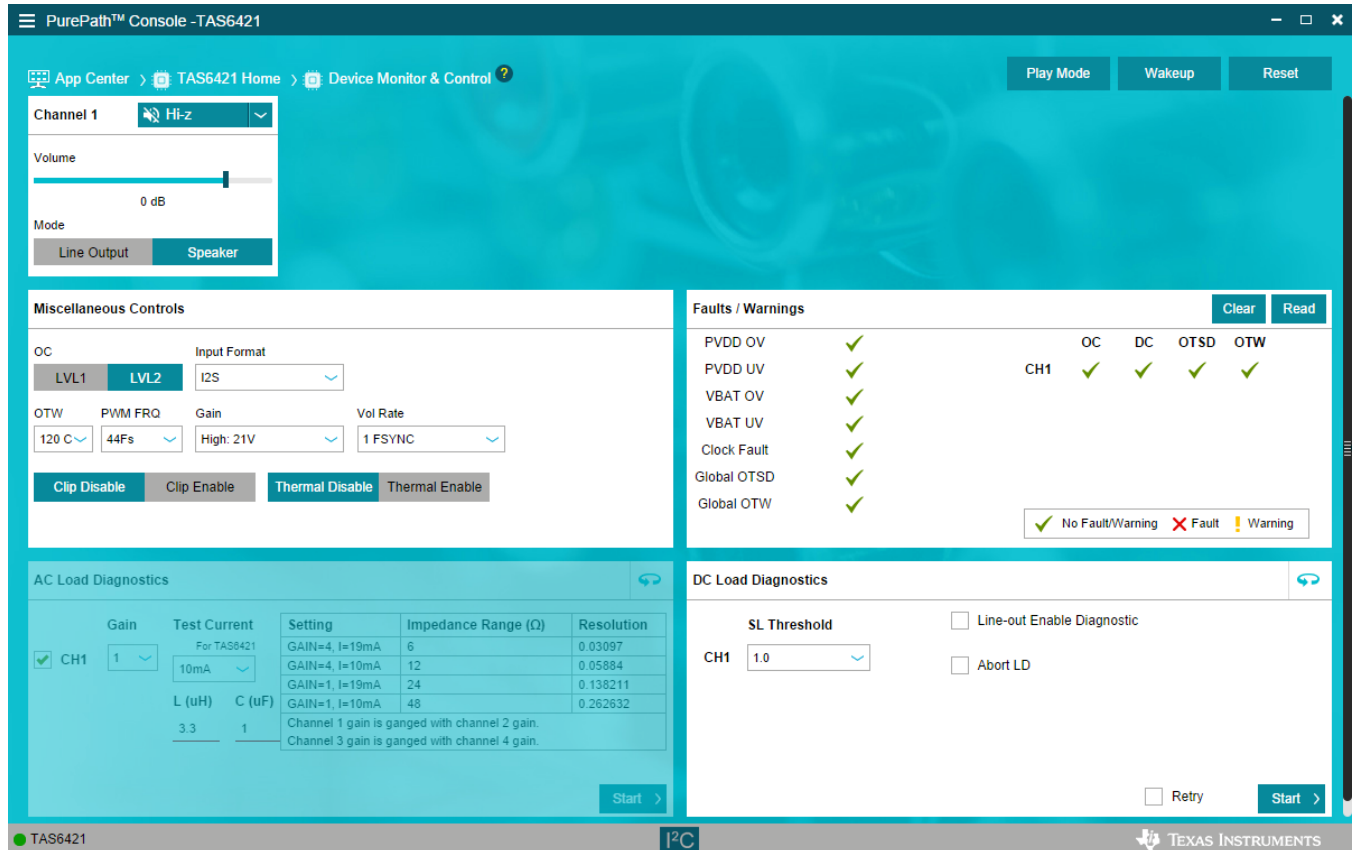 PurePath™ Console -TAS6421
App Center > TAS6421 Home > Device Monitor & Control ?
Play Mode Wakeup Reset
Channel 1 Hi-z
Volume
0 dB
Mode
Line Output Speaker
Miscellaneous Controls
OC Input Format
LVL1 LVL2 I2S
OTW PWM FRQ Gain Vol Rate
120 C 44Fs High: 21V 1 FSYNC
Clip Disable Clip Enable Thermal Disable Thermal Enable
Faults / Warnings Clear Read
PVDD OV OC DC OTSD OTW
PVDD UV CH1
VBAT OV
VBAT UV
Clock Fault
Global OTSD
Global OTW
No Fault/Warning Fault Warning
AC Load Diagnostics
Gain Test Current
For TAS6421
CH1 1 10mA
L (uH) C (uF)
3.3 1
Setting Impedance Range (Ω) Resolution
GAIN=4, I=19mA 6 0.03097
GAIN=4, I=10mA 12 0.05884
GAIN=1, I=19mA 24 0.138211
GAIN=1, I=10mA 48 0.262632
Channel 1 gain is ganged with channel 2 gain.
Channel 3 gain is ganged with channel 4 gain.
Start >
DC Load Diagnostics
SL Threshold Line-out Enable Diagnostic
CH1 1.0 Abort LD
Retry Start >
TAS6421 I²C TEXAS INSTRUMENTS